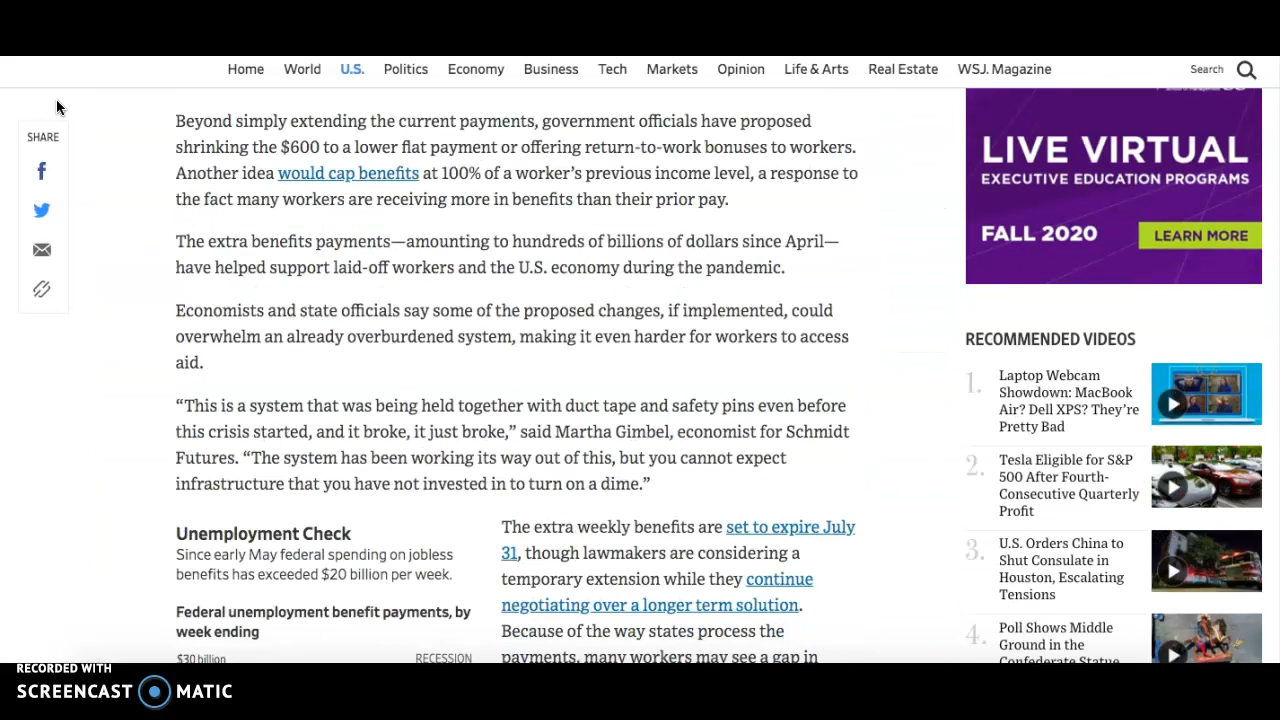 Home World U.S. Politics Economy Business Tech Markets Opinion Life & Arts Real Estate WSJ. Magazine Search
SHARE
Beyond simply extending the current payments, government officials have proposed
shrinking the $600 to a lower flat payment or offering return-to-work bonuses to workers.
Another idea would cap benefits at 100% of a worker’s previous income level, a response to
the fact many workers are receiving more in benefits than their prior pay.
The extra benefits payments—amounting to hundreds of billions of dollars since April—
have helped support laid-off workers and the U.S. economy during the pandemic.
Economists and state officials say some of the proposed changes, if implemented, could
overwhelm an already overburdened system, making it even harder for workers to access
aid.
“This is a system that was being held together with duct tape and safety pins even before
this crisis started, and it broke, it just broke,” said Martha Gimbel, economist for Schmidt
Futures. “The system has been working its way out of this, but you cannot expect
infrastructure that you have not invested in to turn on a dime.”
Unemployment Check
Since early May federal spending on jobless
benefits has exceeded $20 billion per week.
Federal unemployment benefit payments, by
week ending
$30 billion
RECESSION
The extra weekly benefits are set to expire July
31, though lawmakers are considering a
temporary extension while they continue
negotiating over a longer term solution.
Because of the way states process the
payments, many workers may see a gap in
LIVE VIRTUAL
EXECUTIVE EDUCATION PROGRAMS
FALL 2020
LEARN MORE
RECOMMENDED VIDEOS
1. Laptop Webcam
Showdown: MacBook
Air? Dell XPS? They’re
Pretty Bad
2. Tesla Eligible for S&P
500 After Fourth-
Consecutive Quarterly
Profit
3. U.S. Orders China to
Shut Consulate in
Houston, Escalating
Tensions
4. Poll Shows Middle
Ground in the
Confederate Statue
RECORDED WITH
SCREENCAST MATIC